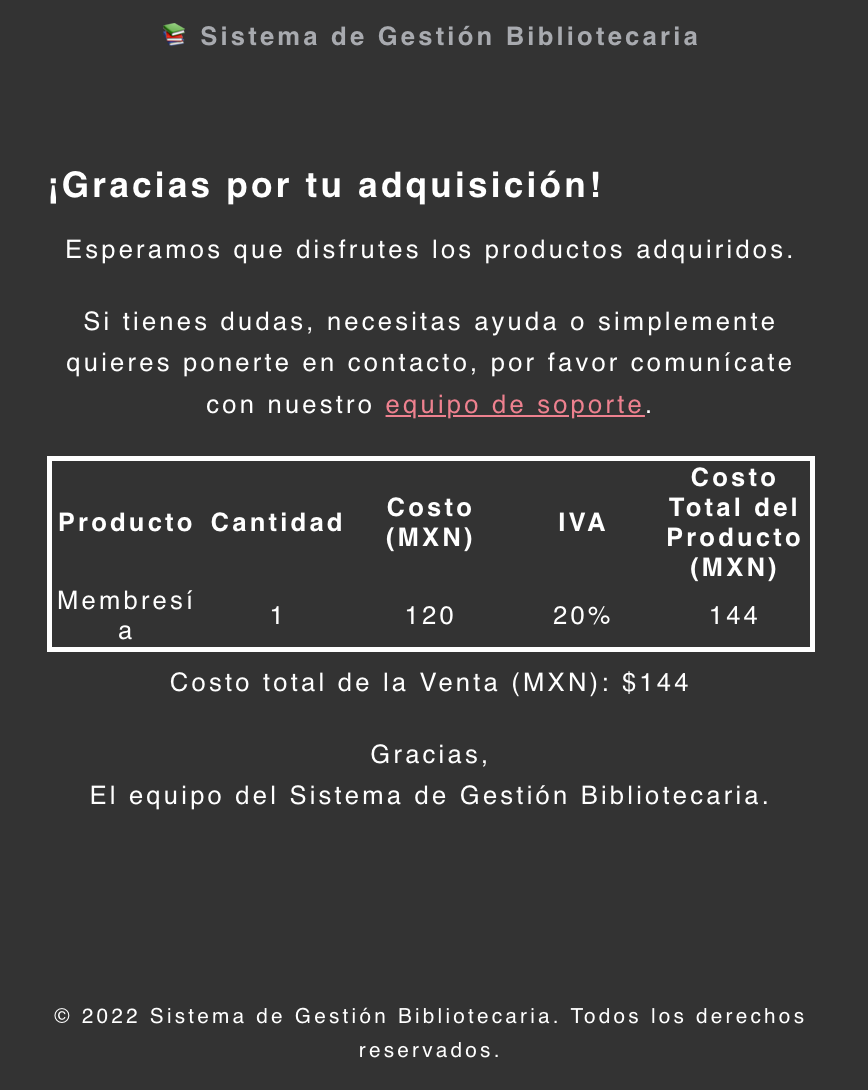 📚 Sistema de Gestión Bibliotecaria
¡Gracias por tu adquisición!
Esperamos que disfrutes los productos adquiridos.
Si tienes dudas, necesitas ayuda o simplemente
quieres ponerte en contacto, por favor comunícate
con nuestro equipo de soporte.
Producto Cantidad Costo (MXN) IVA Costo Total del Producto (MXN)
Membresía 1 120 20% 144
Costo total de la Venta (MXN): $144
Gracias,
El equipo del Sistema de Gestión Bibliotecaria.
© 2022 Sistema de Gestión Bibliotecaria. Todos los derechos
reservados.